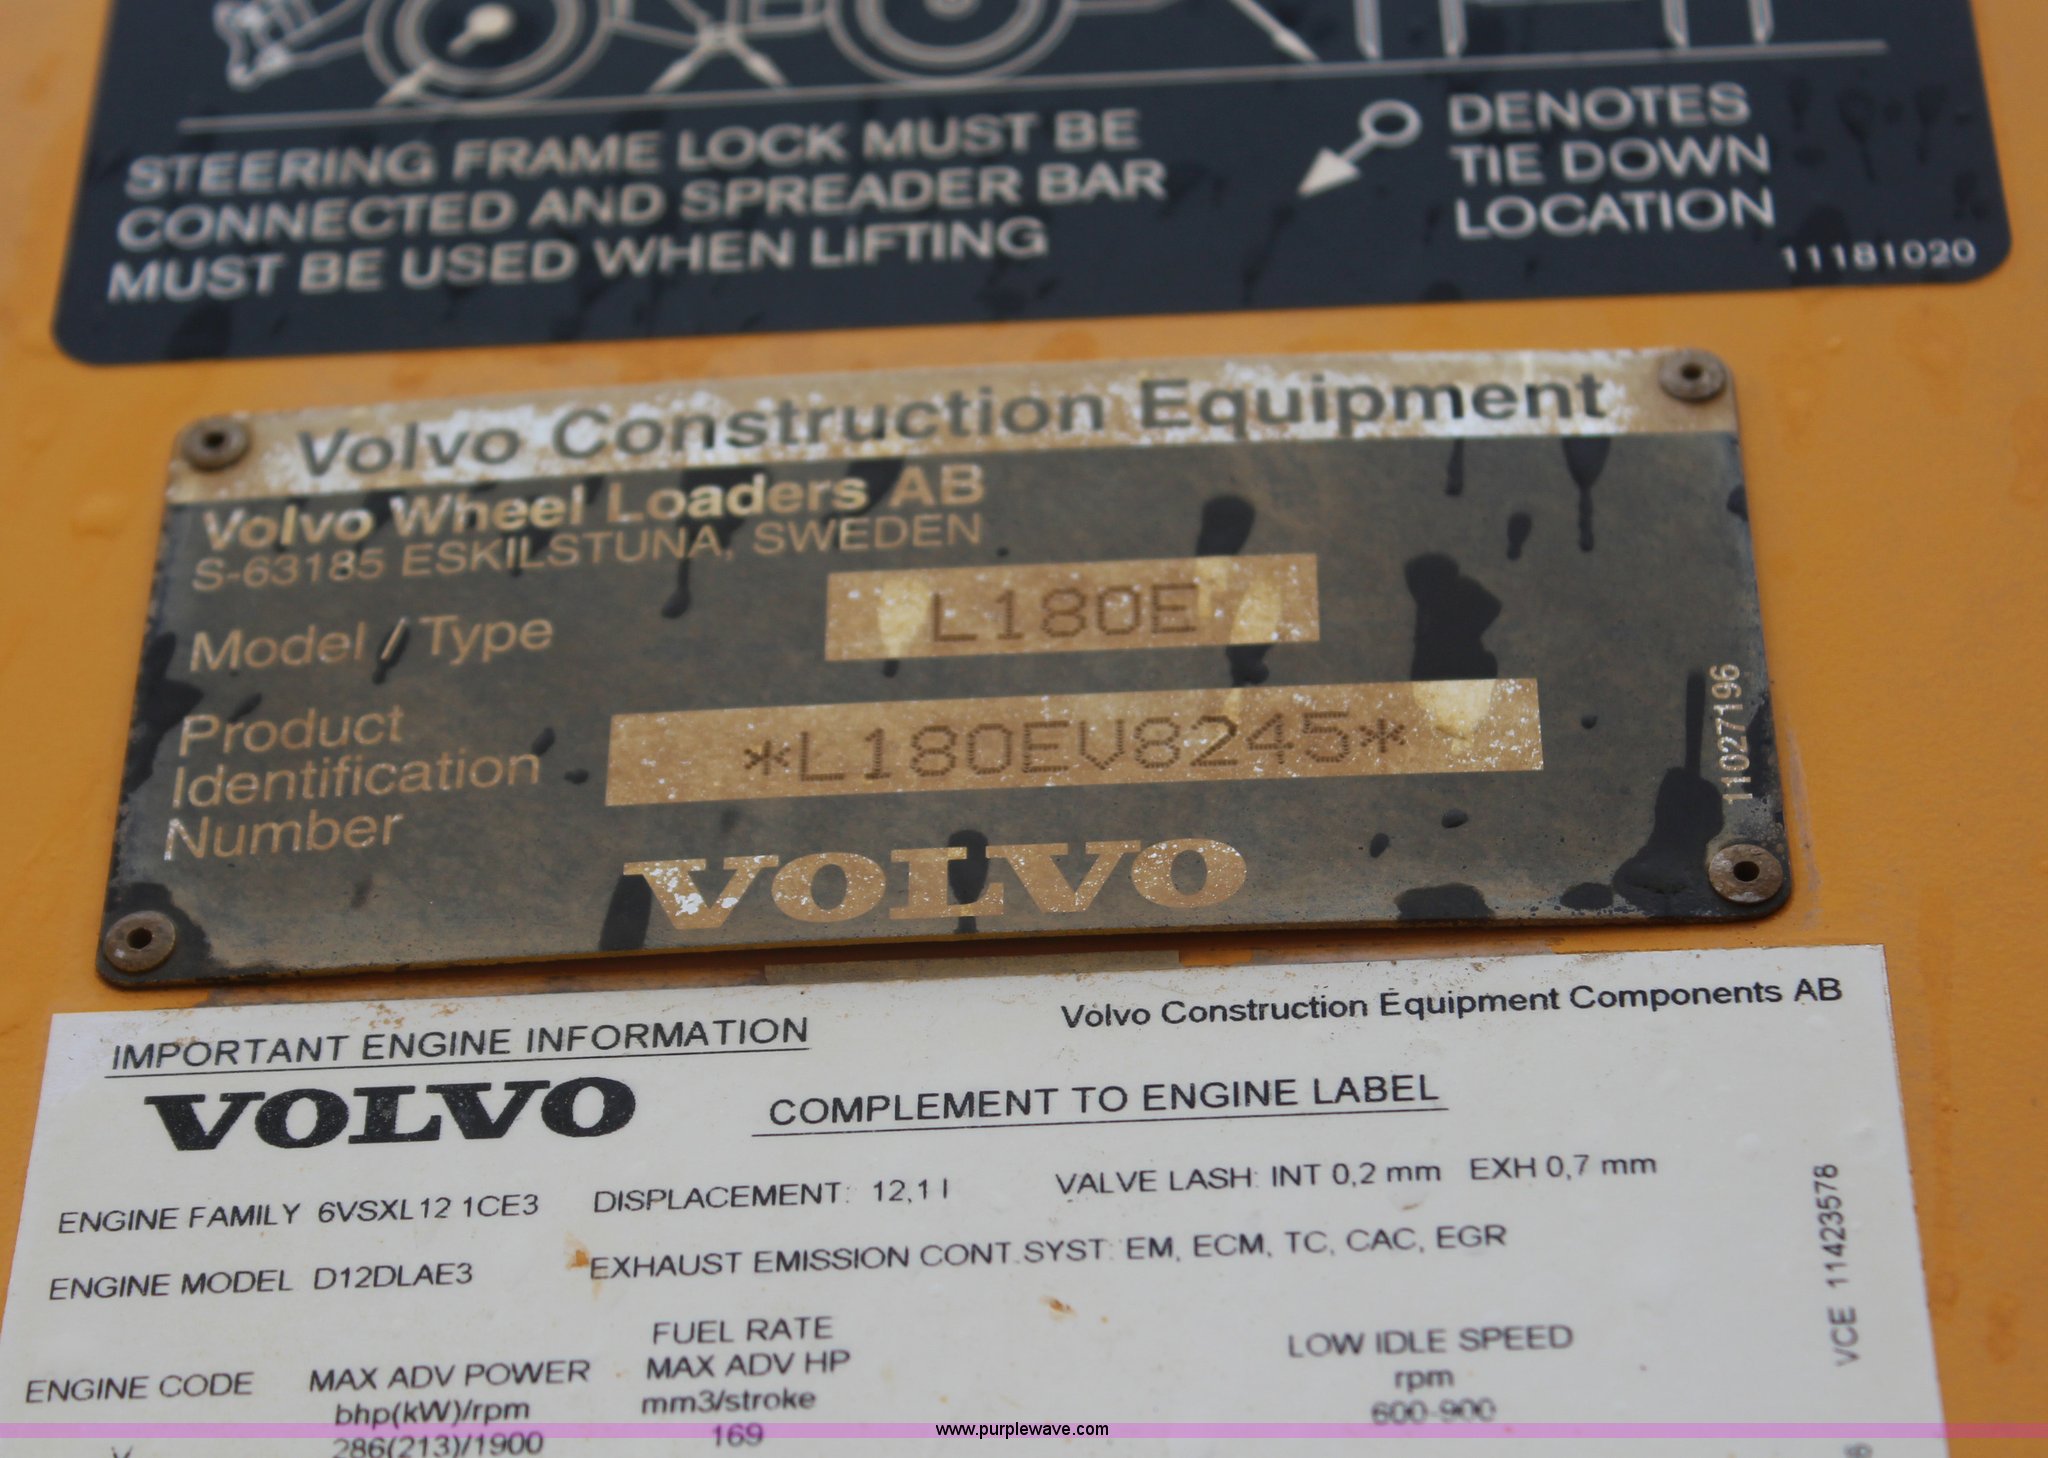 STEERING FRAME LOCK MUST BE
CONNECTED AND SPREADER BAR
MUST BE USED WHEN LIFTING
DENOTES
TIE DOWN
LOCATION
11181020
Volvo Construction Equipment
Volvo Wheel Loaders AB
S-63185 ESKILSTUNA, SWEDEN
Model / Type L180E
Product
Identification
Number
*L180EV8245*
11027196
VOLVO
Volvo Construction Equipment Components AB
IMPORTANT ENGINE INFORMATION
VOLVO
COMPLEMENT TO ENGINE LABEL
ENGINE FAMILY 6VSXL12 1CE3 DISPLACEMENT: 12,1 l VALVE LASH: INT 0,2 mm EXH 0,7 mm
ENGINE MODEL D12DLAE3 EXHAUST EMISSION CONT.SYST: EM, ECM, TC, CAC, EGR
VCE 11423578
ENGINE CODE
MAX ADV POWER
bhp(kW)/rpm
286(213)/1900
FUEL RATE
MAX ADV HP
mm3/stroke
169
LOW IDLE SPEED
rpm
600-900
www.purplewave.com